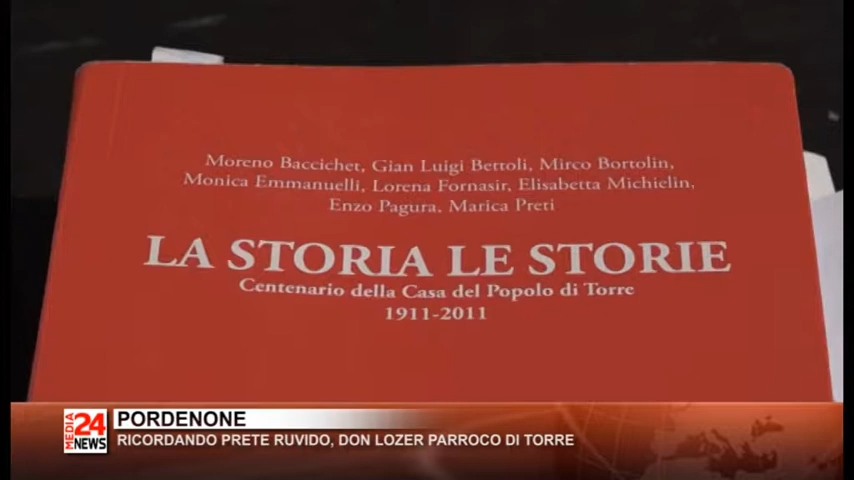 Moreno Baccichet, Gian Luigi Bettoli, Mirco Bortolin,
Monica Emmanuelli, Lorena Fornasir, Elisabetta Michielin,
Enzo Pagura, Marica Preti
LA STORIA LE STORIE
Centenario della Casa del Popolo di Torre
1911-2011
MEDIA
24
NEWS
PORDENONE
RICORDANDO PRETE RUVIDO, DON LOZER PARROCO DI TORRE